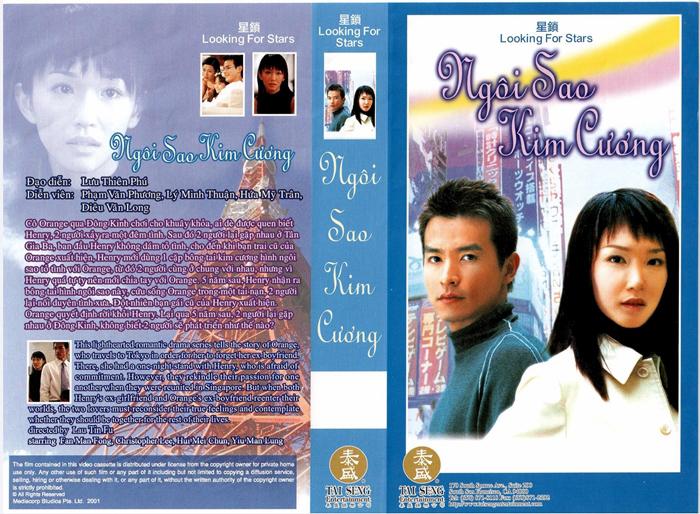 Ngôi Sao Kim Cương
Đạo diễn: Lưu Thiên Phú
Diễn viên: Phạm Văn Phương, Lý Minh Thuận, Hứa Mỹ Trân,
Diêu Văn Long
Cô Orange qua Đông Kinh chơi cho khuây khỏa, ai dè được quen biết
Henry, 2 người xảy ra một đêm tình. Sau đó 2 người lại gặp nhau ở Tân
Gia Ba, ban đầu Henry không dám tỏ tình, cho đến khi bạn trai cũ của
Orange xuất hiện, Henry mới dùng 1 cặp bông tai kim cương hình ngôi
sao tỏ tình với Orange, từ đó 2 người cùng ở chung với nhau, nhưng vì
Henry quá tự ty nên mới chia tay với Orange. 5 năm sau, Henry nhận ra
bông tai hình ngôi sao này, cứu sống Orange trong một tai nạn, 2 người
lại nối duyên tình xưa. Đột nhiên bạn gái cũ của Henry xuất hiện.
Orange quyết định rời khỏi Henry. Lại qua 5 năm sau, 2 người lại gặp
nhau ở Đông Kinh, không biết 2 người sẽ phát triển như thế nào?
This lighthearted romantic drama series tells the story of Orange,
who travels to Tokyo in order for her to forget her ex-boyfriend.
There, she had a one-night stand with Henry, who is afraid of
commitment. However, they rekindle their passion for one
another when they were reunited in Singapore. But when both
Henry's ex-girlfriend and Orange's ex-boyfriend reenter their
worlds, the two lovers must reconsider their true feelings and contemplate
whether they should be together for the rest of their lives.
directed by Lau Tin Fu
starring Fan Man Fong, Christopher Lee, Hui Mei Chun, Yiu Man Lung
The film contained in this video cassette is distributed under license from the copyright owner for private home
use only. Any other use of such film or any part of it including but not limited to copying a diffusion service,
selling, hiring or otherwise dealing with it, or any part of it, without the written authority of the copyright owner
is strictly prohibited.
© All Rights Reserved
Mediacorp Studios Pte. Ltd. 2001
星鎖
Looking For
Stars
Ngôi
Sao
Kim
Cương
泰盛
TAI SENG
Entertainment
星鎖
Looking For Stars
Ngôi Sao
Kim Cương
泰盛
TAI SENG
Entertainment
South San Francisco, CA 94080